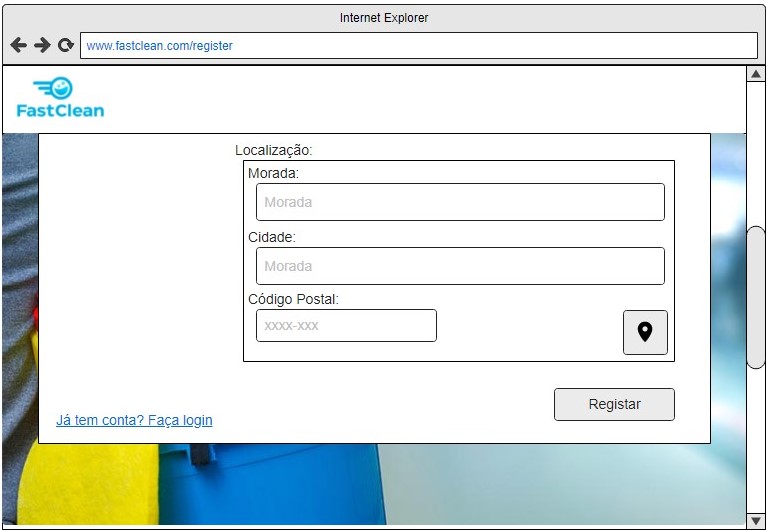 Internet Explorer
www.fastclean.com/register
FastClean
Localização:
Morada:
Morada
Cidade:
Morada
Código Postal:
xxxx-xxx
Registar
Já tem conta? Faça login